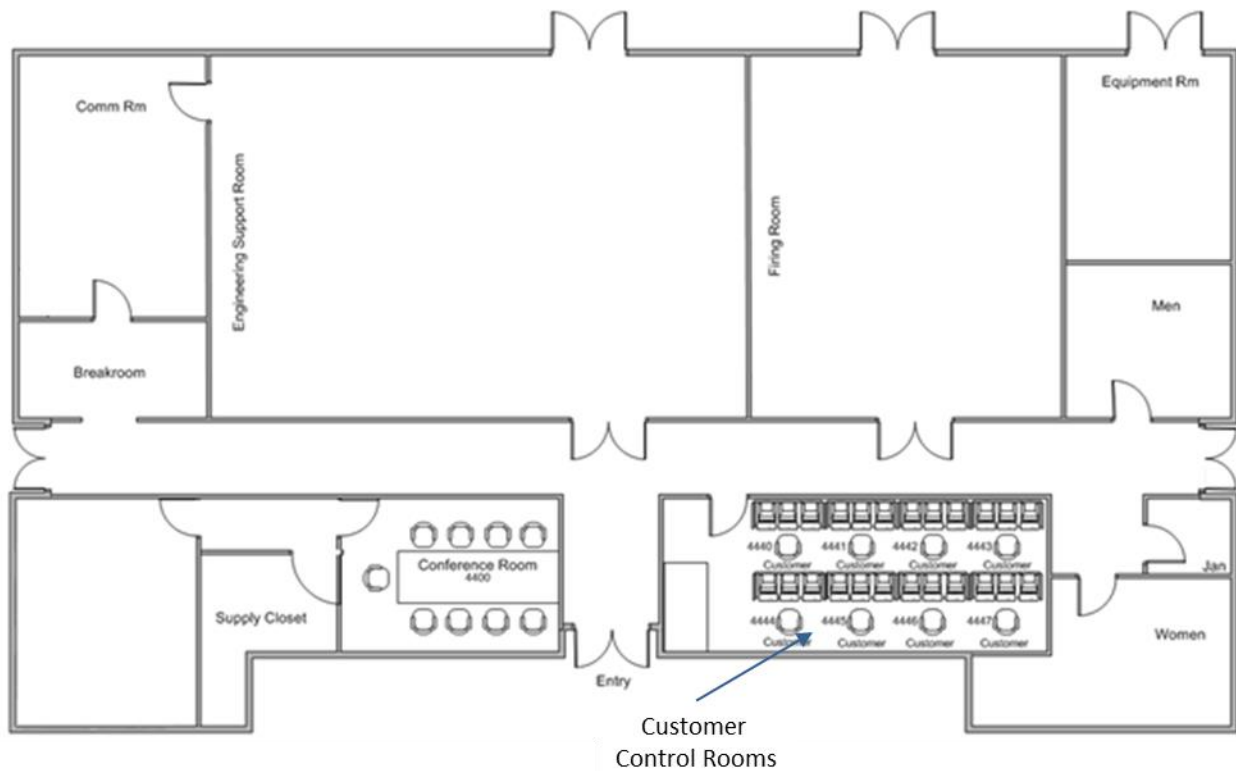 Comm Rm
Equipment Rm
Engineering Support Room
Firing Room
Men
Breakroom
4440
4441
4442
4443
Customer
Customer
Customer
Customer
Conference Room
4400
Jan
Supply Closet
4444
4445
4446
4447
Customer
Customer
Customer
Customer
Women
Entry
Customer
Control Rooms